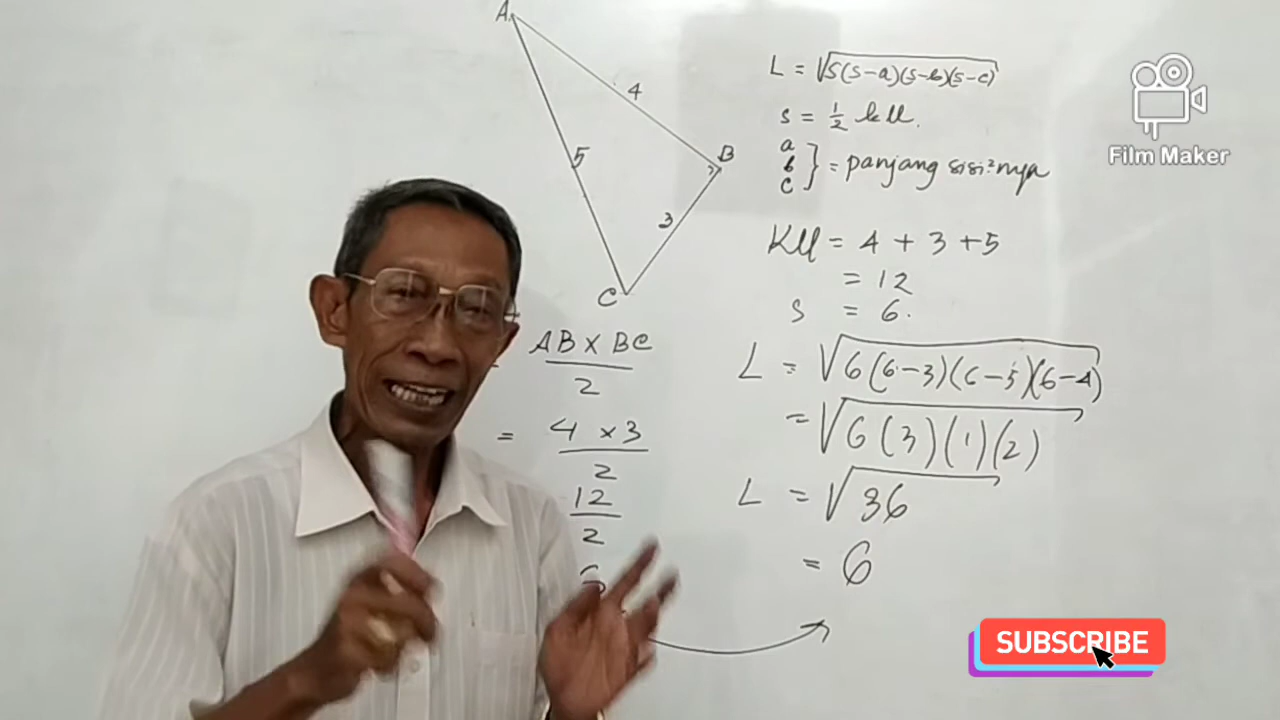 A
4
B
5
3
C
= AB x BC / 2
= 4 x 3 / 2
12 / 2
6
L = √s(s-a)(s-b)(s-c)
s = 1/2 kll.
a
b } = panjang sisi²nya
c
Kll = 4 + 3 + 5
= 12
s = 6.
L = √6(6-3)(6-5)(6-4)
= √6(3)(1)(2)
L = √36
= 6
Film Maker
SUBSCRIBE